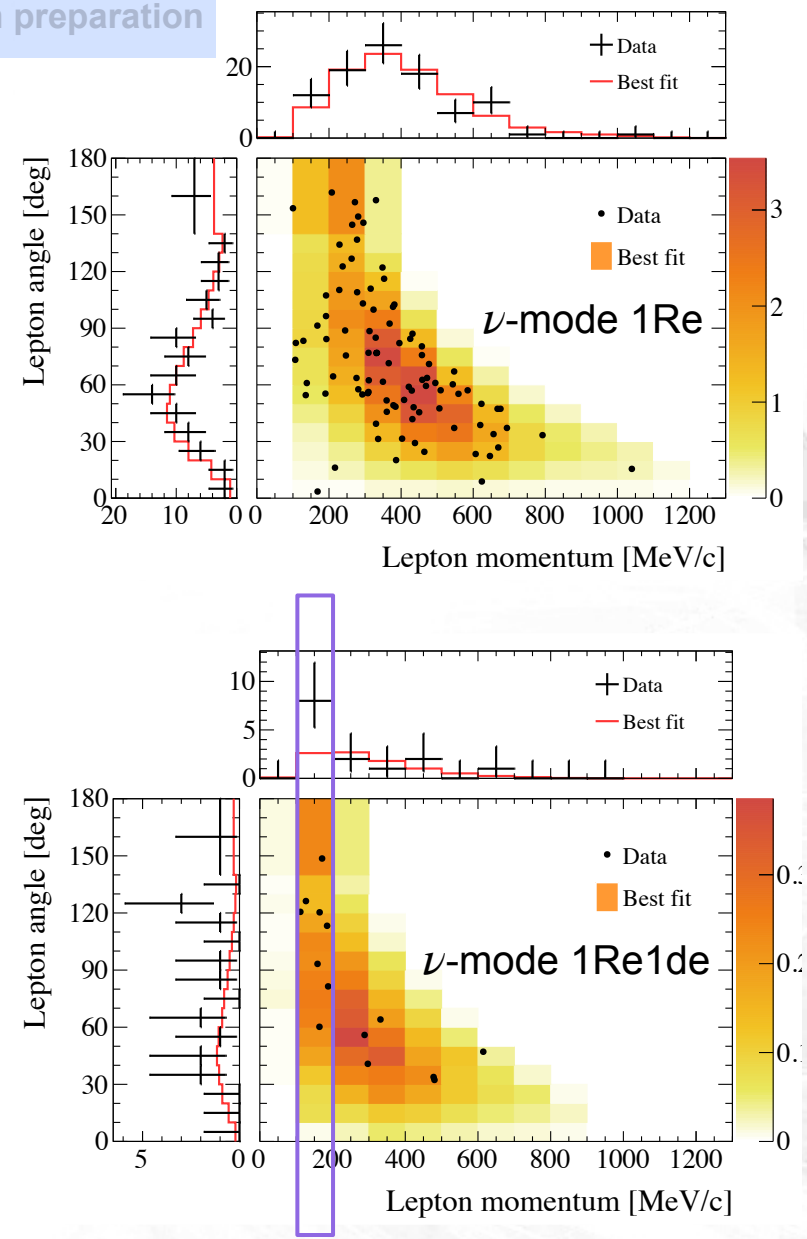 preparation
20
0
Data
Best fit
180
150
120
90
60
30
0
Lepton angle [deg]
Data
Best fit
ν-mode 1Re
3
2
1
0
20 10 0
0 200 400 600 800 1000 1200
Lepton momentum [MeV/c]
10
5
0
Data
Best fit
180
150
120
90
60
30
0
Lepton angle [deg]
Data
Best fit
ν-mode 1Re1de
0
5 0
0 200 400 600 800 1000 1200
Lepton momentum [MeV/c]